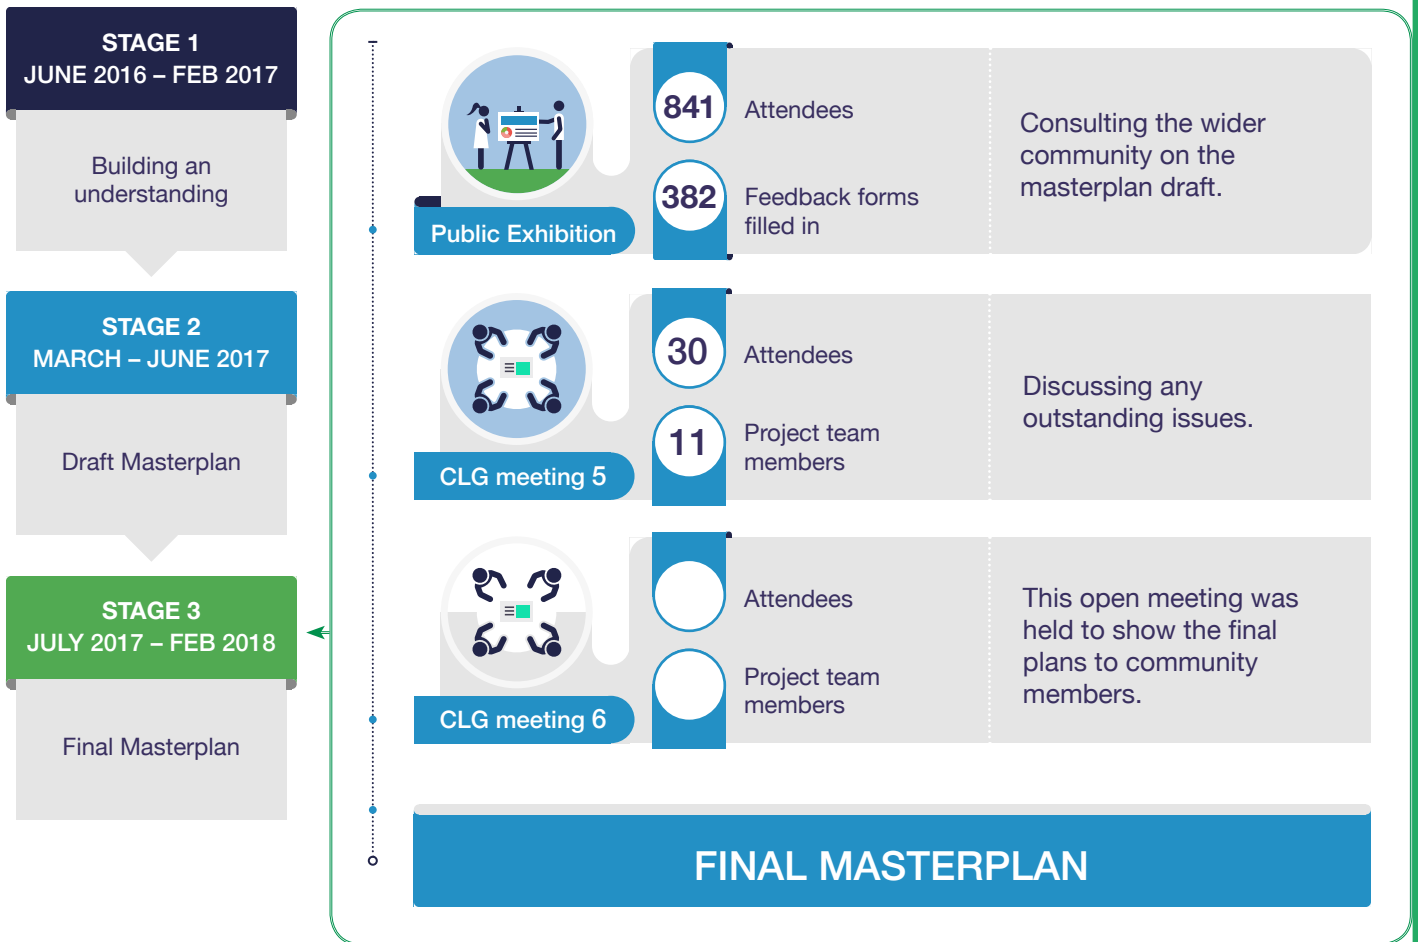 STAGE 1
JUNE 2016 – FEB 2017
Building an
understanding
STAGE 2
MARCH – JUNE 2017
Draft Masterplan
STAGE 3
JULY 2017 – FEB 2018
Final Masterplan
Public Exhibition
841
Attendees
382
Feedback forms
filled in
Consulting the wider
community on the
masterplan draft.
CLG meeting 5
30
Attendees
11
Project team
members
Discussing any
outstanding issues.
CLG meeting 6
Attendees
Project team
members
This open meeting was
held to show the final
plans to community
members.
FINAL MASTERPLAN